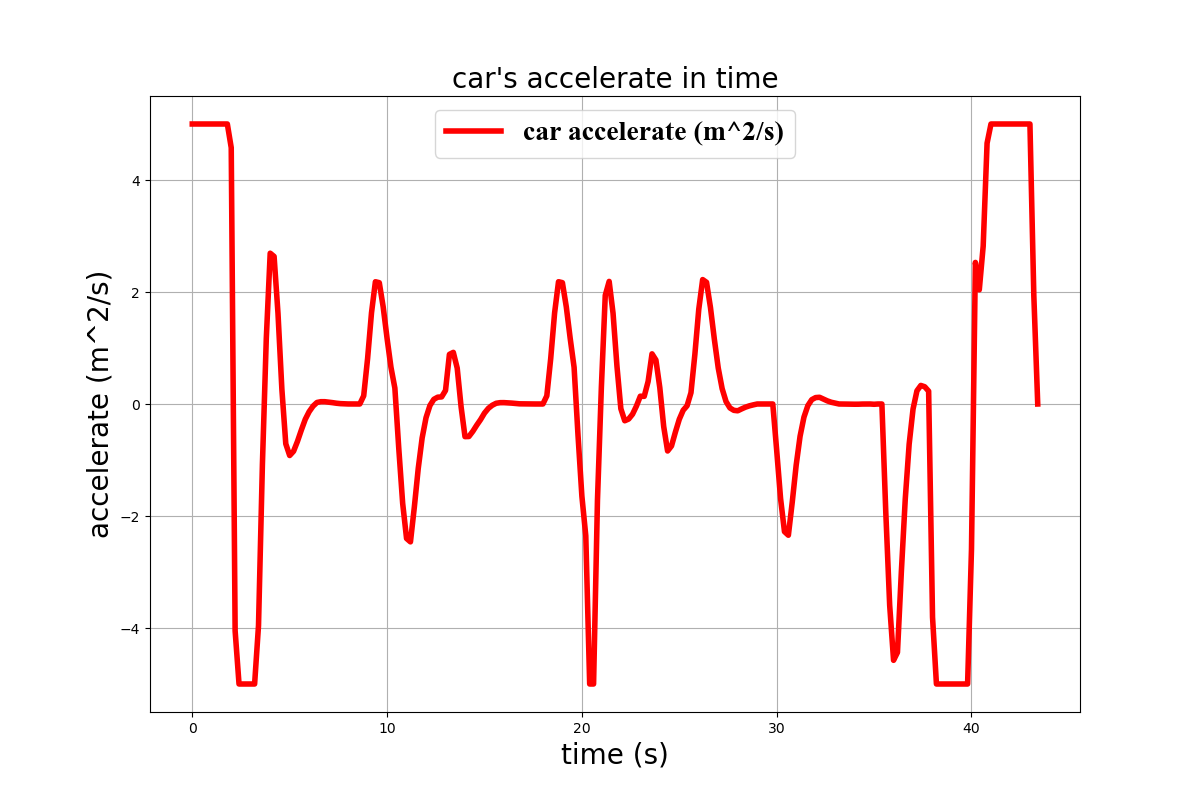 car's accelerate in time
car accelerate (m^2/s)
accelerate (m^2/s)
4
2
0
−2
−4
0 10 20 30 40
time (s)